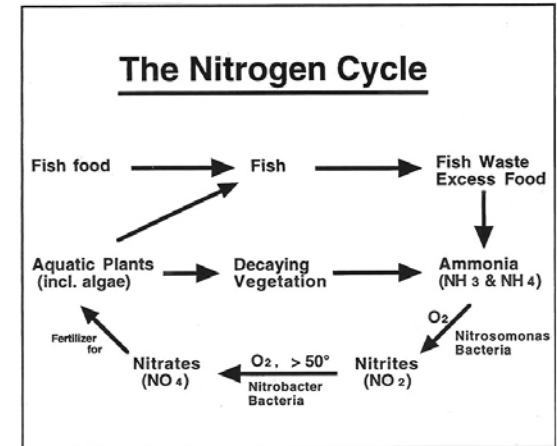 The Nitrogen Cycle
Fish food
Fish
Fish Waste
Excess Food
Aquatic Plants
(incl. algae)
Decaying
Vegetation
Ammonia
(NH 3 & NH 4)
O2
Nitrosomonas
Bacteria
Fertilizer
for
Nitrates
(NO 4)
O2 , > 50°
Nitrobacter
Bacteria
Nitrites
(NO 2)